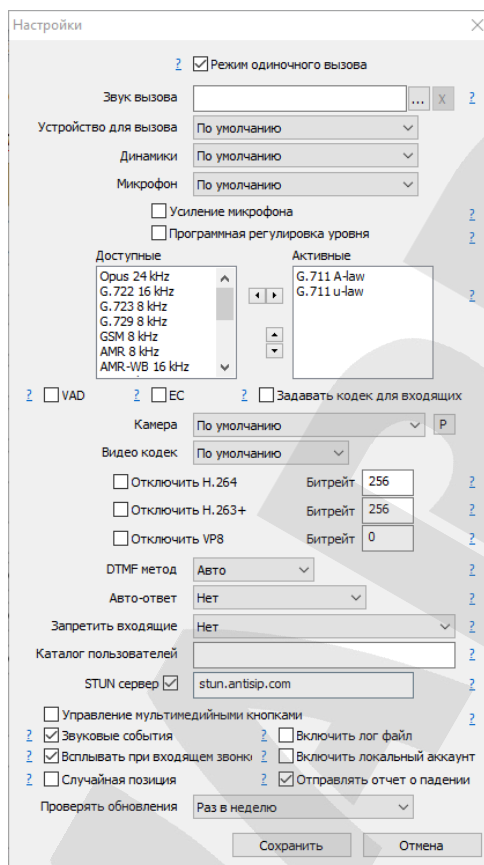 Настройки
? Режим одиночного вызова
Звук вызова ... X ?
Устройство для вызова По умолчанию
Динамики По умолчанию
Микрофон По умолчанию
Усиление микрофона ?
Программная регулировка уровня ?
Доступные Активные
Opus 24 kHz G.711 A-law
G.722 16 kHz G.711 u-law
G.723 8 kHz ?
G.729 8 kHz
GSM 8 kHz
AMR 8 kHz
AMR-WB 16 kHz
? VAD ? EC ? Задавать кодек для входящих
Камера По умолчанию P
Видео кодек По умолчанию
Отключить H.264 Битрейт 256 ?
Отключить H.263+ Битрейт 256 ?
Отключить VP8 Битрейт 0 ?
DTMF метод Авто ?
Авто-ответ Нет ?
Запретить входящие Нет ?
Каталог пользователей ?
STUN сервер stun.antisip.com ?
Управление мультимедийными кнопками ?
? Звуковые события ? Включить лог файл
? Всплывать при входящем звонк ? Включить локальный аккаунт
? Случайная позиция ? Отправлять отчет о падении
Проверять обновления Раз в неделю
Сохранить Отмена